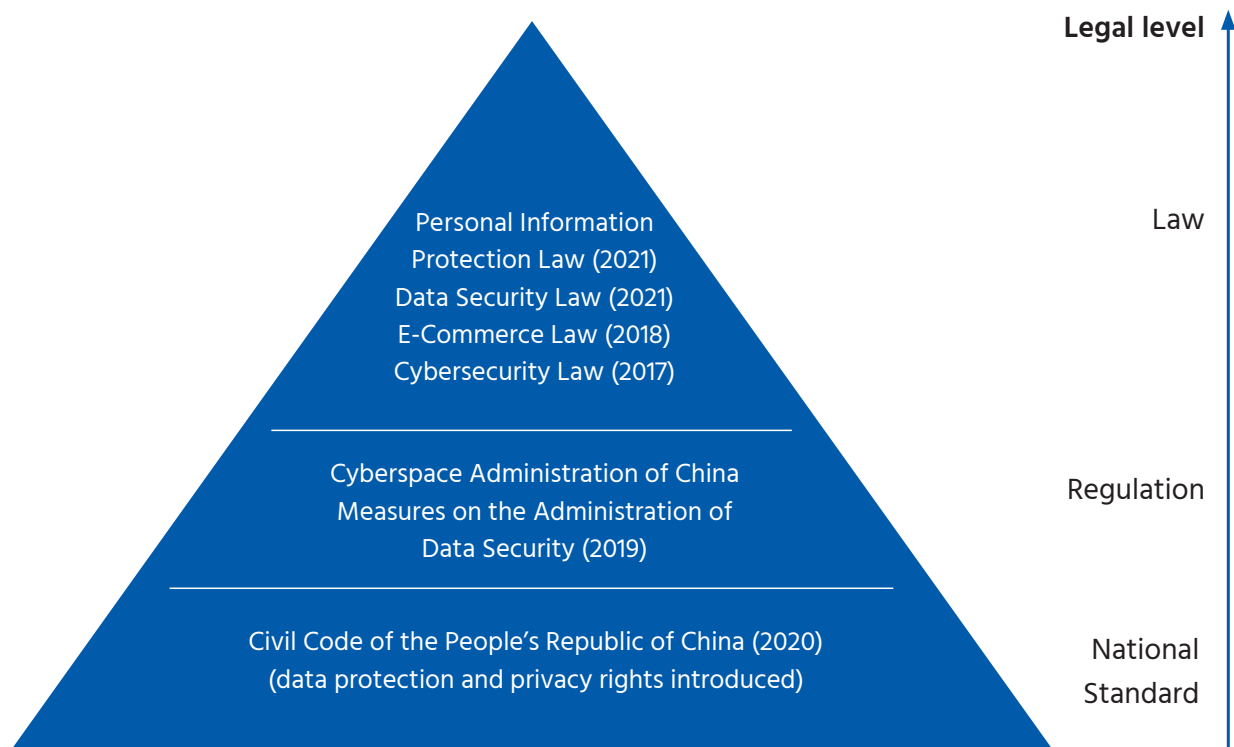 Legal level
Personal Information
Protection Law (2021)
Data Security Law (2021)
E-Commerce Law (2018)
Cybersecurity Law (2017)
Law
Cyberspace Administration of China
Measures on the Administration of
Data Security (2019)
Regulation
Civil Code of the People’s Republic of China (2020)
(data protection and privacy rights introduced)
National
Standard